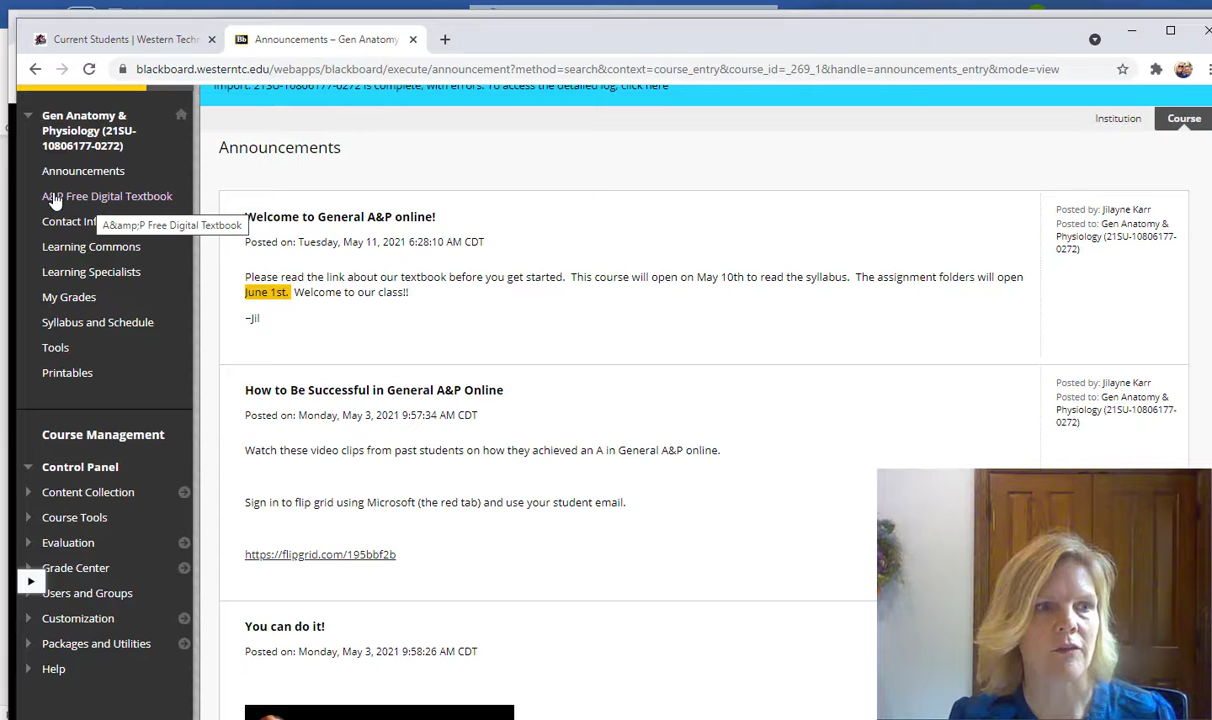 Current Students | Western Techn
Announcements – Gen Anatomy
blackboard.westerntc.edu/webapps/blackboard/execute/announcement?method=search&context=course_entry&course_id=_269_1&handle=announcements_entry&mode=view
Import: 21SU-10806177-0272 is complete, with errors. To access the detailed log, click here
Institution
Course
Gen Anatomy &
Physiology (21SU-
10806177-0272)
Announcements
A&P Free Digital Textbook
A&amp;P Free Digital Textbook
Contact Inf
Learning Commons
Learning Specialists
My Grades
Syllabus and Schedule
Tools
Printables
Course Management
Control Panel
Content Collection
Course Tools
Evaluation
Grade Center
Users and Groups
Customization
Packages and Utilities
Help
Announcements
Welcome to General A&P online!
Posted on: Tuesday, May 11, 2021 6:28:10 AM CDT
Please read the link about our textbook before you get started. This course will open on May 10th to read the syllabus. The assignment folders will open
June 1st. Welcome to our class!!
–Jil
Posted by: Jilayne Karr
Posted to: Gen Anatomy &
Physiology (21SU-10806177-
0272)
How to Be Successful in General A&P Online
Posted on: Monday, May 3, 2021 9:57:34 AM CDT
Watch these video clips from past students on how they achieved an A in General A&P online.
Sign in to flip grid using Microsoft (the red tab) and use your student email.
https://flipgrid.com/195bbf2b
Posted by: Jilayne Karr
Posted to: Gen Anatomy &
Physiology (21SU-10806177-
0272)
You can do it!
Posted on: Monday, May 3, 2021 9:58:26 AM CDT